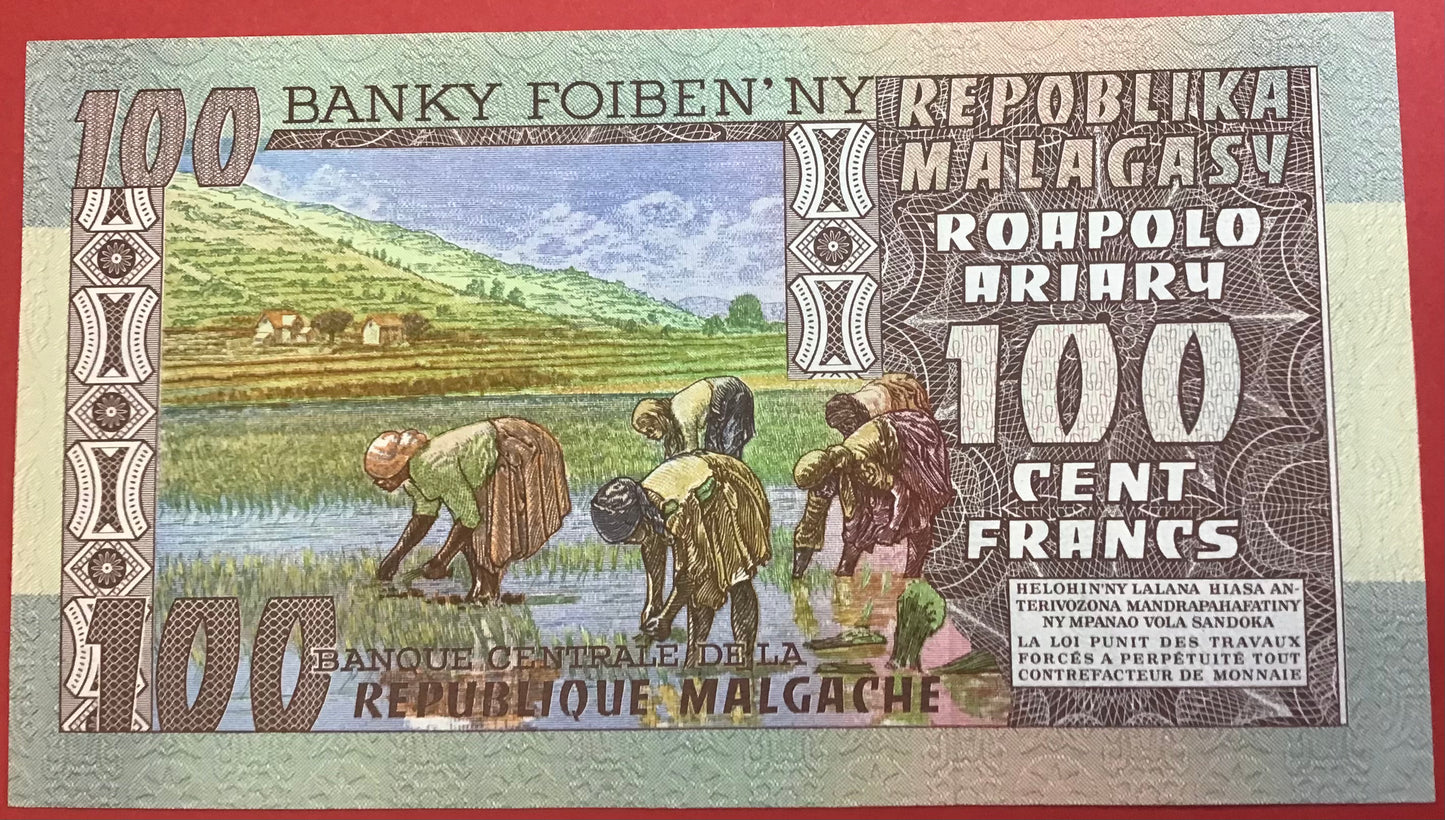 100 BANKY FOIBEN'NY
REPOBLIKA
MALAGASY
ROAPOLO
ARIARY
100
CENT
FRANCS
HELOHIN'NY LALANA HIASA AN-
TERIVOZONA MANDRAPAHAFATINY
NY MPANAO VOLA SANDOKA
LA LOI PUNIT DES TRAVAUX
FORCÉS A PERPÉTUITÉ TOUT
CONTREFACTEUR DE MONNAIE
100
BANQUE CENTRALE DE LA
REPUBLIQUE MALGACHE